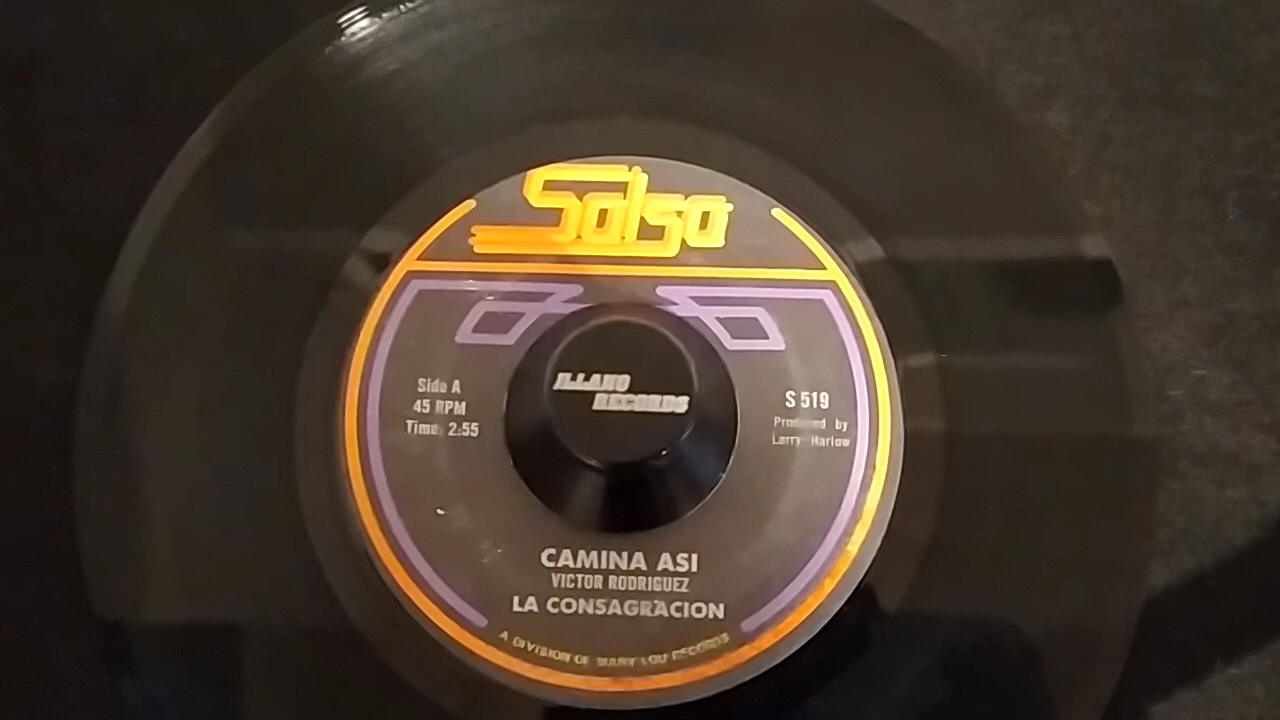 Salsa
Side A
45 RPM
Time: 2:55
S 519
Produced by
Larry Harlow
ILLANO
RECORDS
CAMINA ASI
VICTOR RODRIGUEZ
LA CONSAGRACION
A DIVISION OF MARY LOU RECORDS